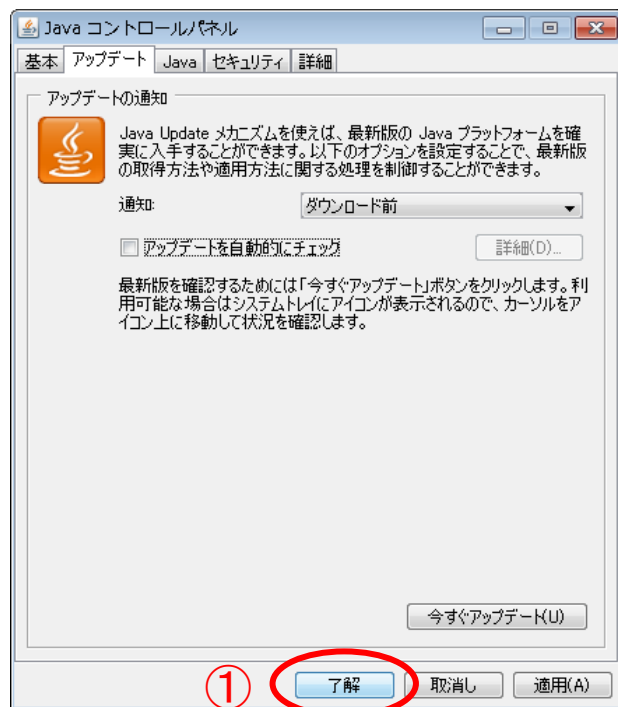 Java コントロールパネル
基本 アップデート Java セキュリティ 詳細
アップデートの通知
Java Update メカニズムを使えば、最新版の Java プラットフォームを確
実に入手することができます。以下のオプションを設定することで、最新版
の取得方法や適用方法に関する処理を制御することができます。
通知: ダウンロード前
アップデートを自動的にチェック 詳細(D)...
最新版を確認するためには「今すぐアップデート」ボタンをクリックします。利
用可能な場合はシステムトレイにアイコンが表示されるので、カーソルをア
イコン上に移動して状況を確認します。
今すぐアップデート(U)
① 了解 取消し 適用(A)